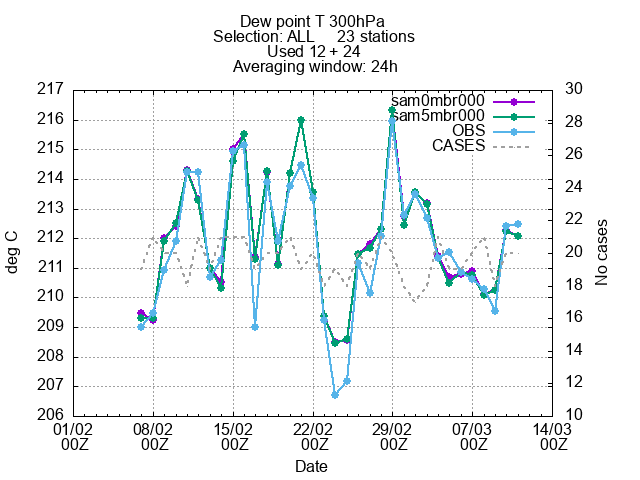 Dew point T 300hPa
Selection: ALL 23 stations
Used 12 + 24
Averaging window: 24h
217
216
215
214
213
212
211
210
209
208
207
206
deg C
30
28
26
24
22
20
18
16
14
12
10
No cases
sam0mbr000
sam5mbr000
OBS
CASES
01/02 08/02 15/02 22/02 29/02 07/03 14/03
00Z 00Z 00Z 00Z 00Z 00Z 00Z
Date